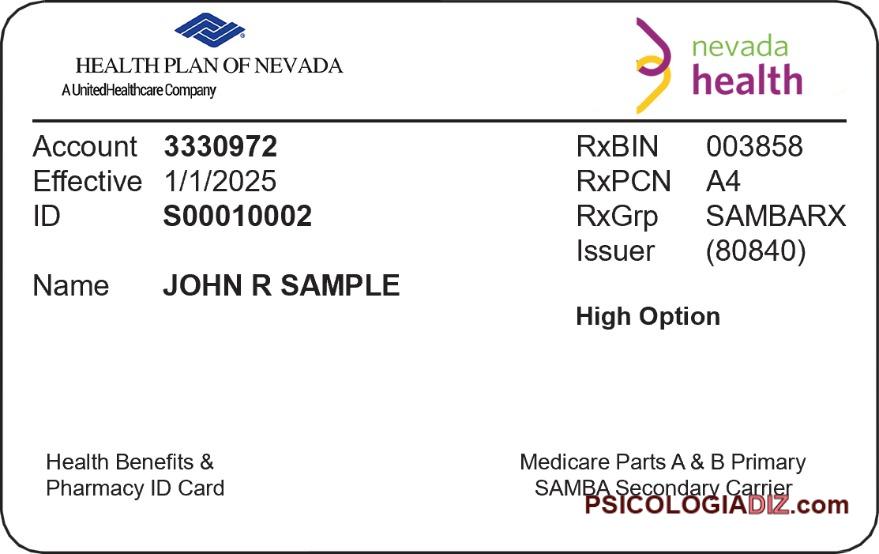 HEALTH PLAN OF NEVADA
A UnitedHealthcare Company
nevada
health
Account 3330972
Effective 1/1/2025
ID S00010002
Name JOHN R SAMPLE
RxBIN 003858
RxPCN A4
RxGrp SAMBARX
Issuer (80840)
High Option
Health Benefits &
Pharmacy ID Card
Medicare Parts A & B Primary
SAMBA Secondary Carrier
PSICOLOGIADIZ.com